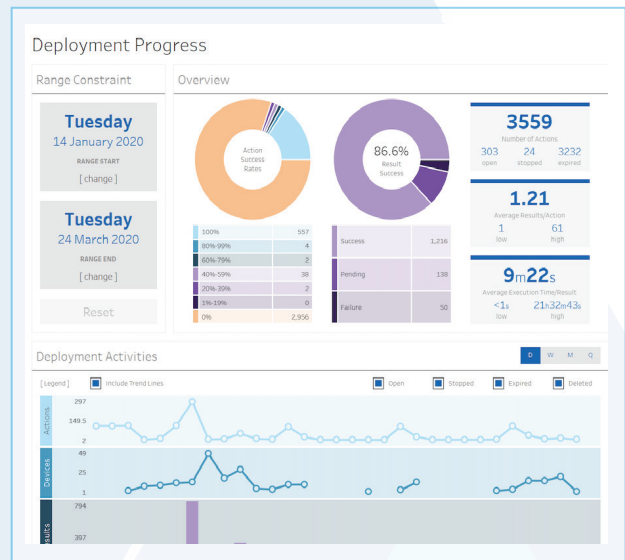 Deployment Progress
Range Constraint
Overview
Tuesday
14 January 2020
RANGE START
[ change ]
Tuesday
24 March 2020
RANGE END
[ change ]
Reset
Action
Success
Rates
86.6%
Result
Success
100% 557
80%-99% 4
60%-79% 2
40%-59% 38
20%-39% 2
1%-19% 0
0% 2,956
Success 1,216
Pending 138
Failure 50
3559
Number of Actions
303 24 3232
open stopped expired
1.21
Average Results/Action
1 61
low high
9m22s
Average Execution Time/Result
<1s 21h32m43s
low high
Deployment Activities
D W M Q
[Legend] Include Trend Lines Open Stopped Expired Deleted
Actions
297
149.5
2
Devices
49
25
1
794
397